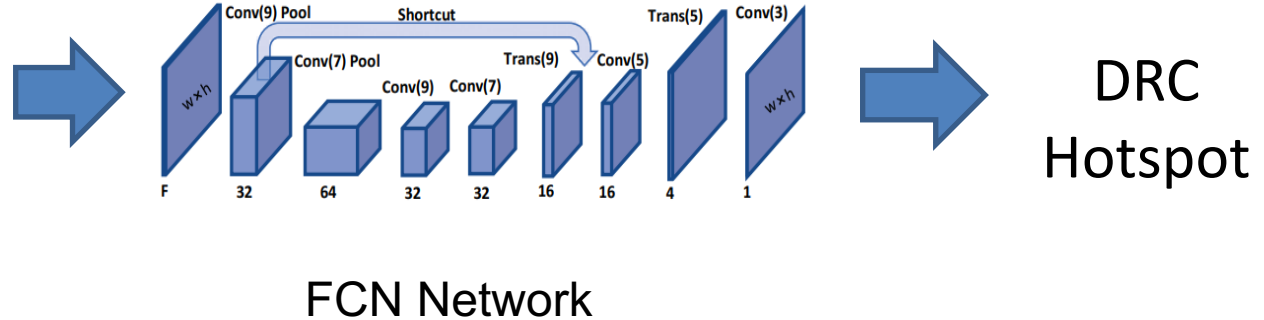 Conv(9) Pool
Shortcut
Trans(5)
Conv(3)
Conv(7) Pool
Trans(9)
Conv(5)
Conv(9)
Conv(7)
w×h
w×h
F
32
64
32
32
16
16
4
1
DRC
Hotspot
FCN Network